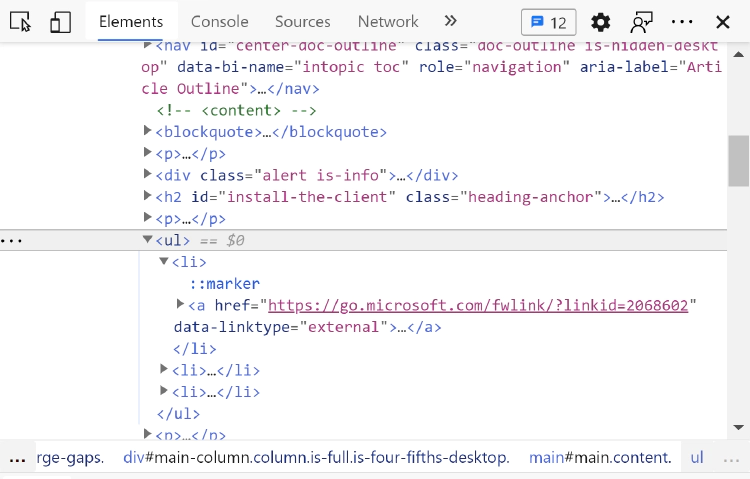 Elements Console Sources Network 12
<nav id="center-doc-outline" class="doc-outline is-hidden-deskt
op" data-bi-name="intopic toc" role="navigation" aria-label="Arti
cle Outline">…</nav>
<!-- <content> -->
<blockquote>…</blockquote>
<p>…</p>
<div class="alert is-info">…</div>
<h2 id="install-the-client" class="heading-anchor">…</h2>
<p>…</p>
<ul> == $0
<li>
::marker
<a href="https://go.microsoft.com/fwlink/?linkid=2068602"
data-linktype="external">…</a>
</li>
<li>…</li>
<li>…</li>
</ul>
<p>…</p>
... rge-gaps. div#main-column.column.is-full.is-four-fifths-desktop. main#main.content. ul ...